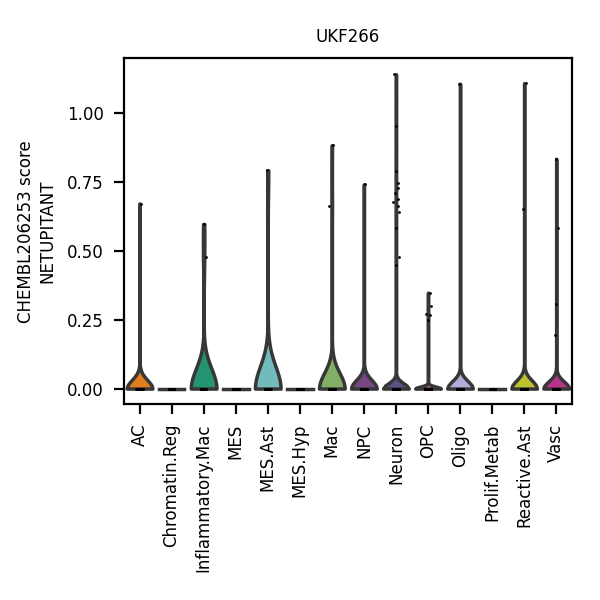 UKF266
CHEMBL206253 score
NETUPITANT
1.00
0.75
0.50
0.25
0.00
AC
Chromatin.Reg
Inflammatory.Mac
MES
MES.Ast
MES.Hyp
Mac
NPC
Neuron
OPC
Oligo
Prolif.Metab
Reactive.Ast
Vasc